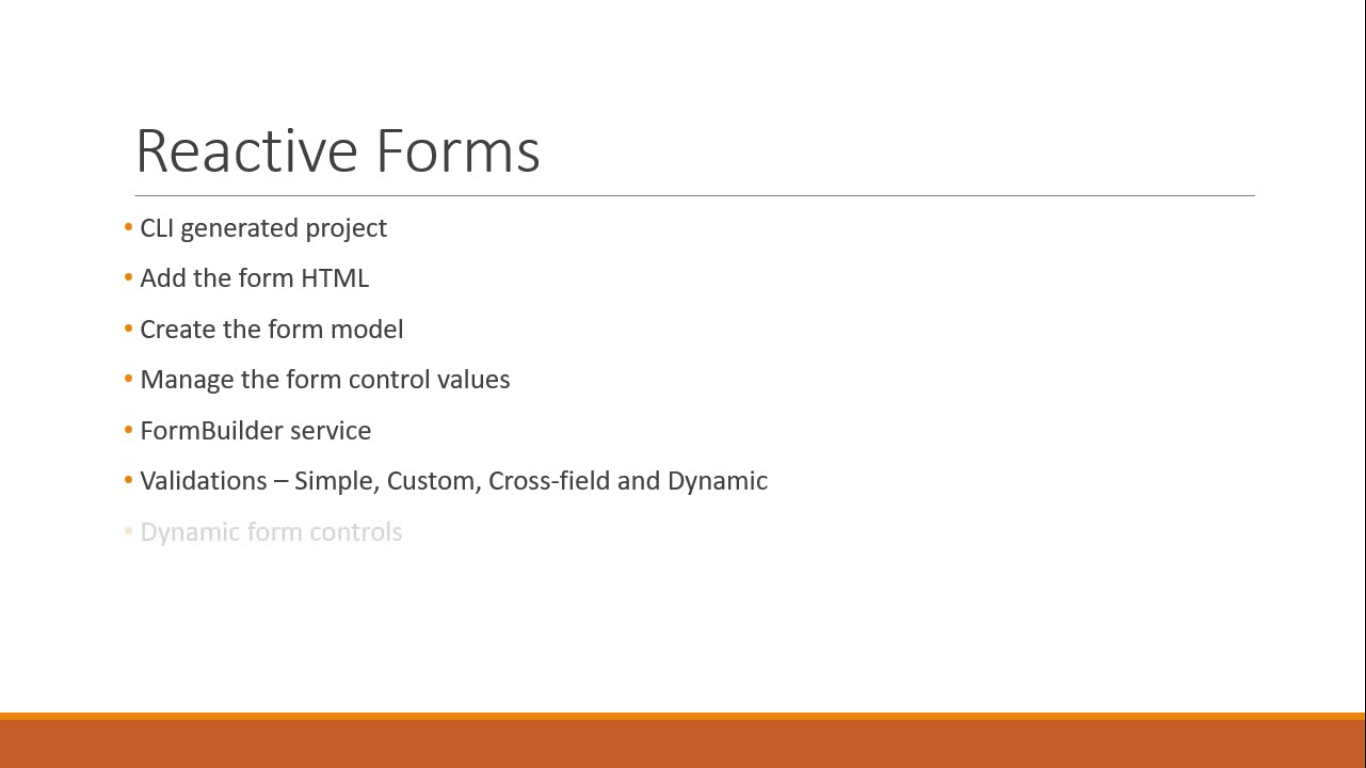 Reactive Forms
• CLI generated project
• Add the form HTML
• Create the form model
• Manage the form control values
• FormBuilder service
• Validations – Simple, Custom, Cross-field and Dynamic
• Dynamic form controls